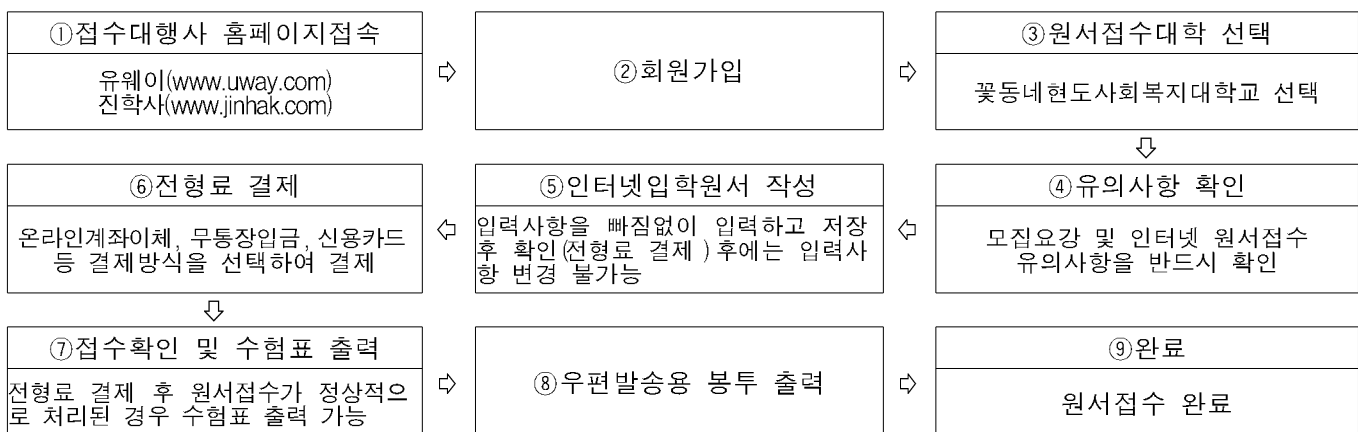 ①접수대행사 홈페이지접속
유웨이(www.uway.com)
진학사(www.jinhak.com)
⇨
②회원가입
⇨
③원서접수대학 선택
꽃동네현도사회복지대학교 선택
⇩
④유의사항 확인
모집요강 및 인터넷 원서접수
유의사항을 반드시 확인
⇦
⑤인터넷입학원서 작성
입력사항을 빠짐없이 입력하고 저장
후 확인(전형료 결제 ) 후에는 입력사
항 변경 불가능
⇦
⑥전형료 결제
온라인계좌이체, 무통장입금, 신용카드
등 결제방식을 선택하여 결제
⇩
⑦접수확인 및 수험표 출력
전형료 결제 후 원서접수가 정상적으
로 처리된 경우 수험표 출력 가능
⇨
⑧우편발송용 봉투 출력
⇨
⑨완료
원서접수 완료